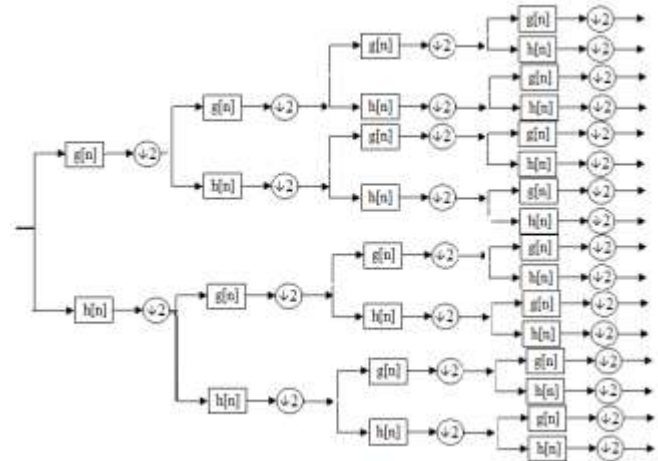 g[n] ↓2
g[n] ↓2 h[n] ↓2
g[n] ↓2
g[n] ↓2 h[n] ↓2 h[n] ↓2
g[n] ↓2 g[n] ↓2
g[n] ↓2 h[n] ↓2
h[n] ↓2 h[n] ↓2 g[n] ↓2
h[n] ↓2
g[n] ↓2 g[n] ↓2
h[n] ↓2
g[n] ↓2 g[n] ↓2
h[n] ↓2 h[n] ↓2 h[n] ↓2
g[n] ↓2 g[n] ↓2
h[n] ↓2 h[n] ↓2
g[n] ↓2
h[n] ↓2 h[n] ↓2